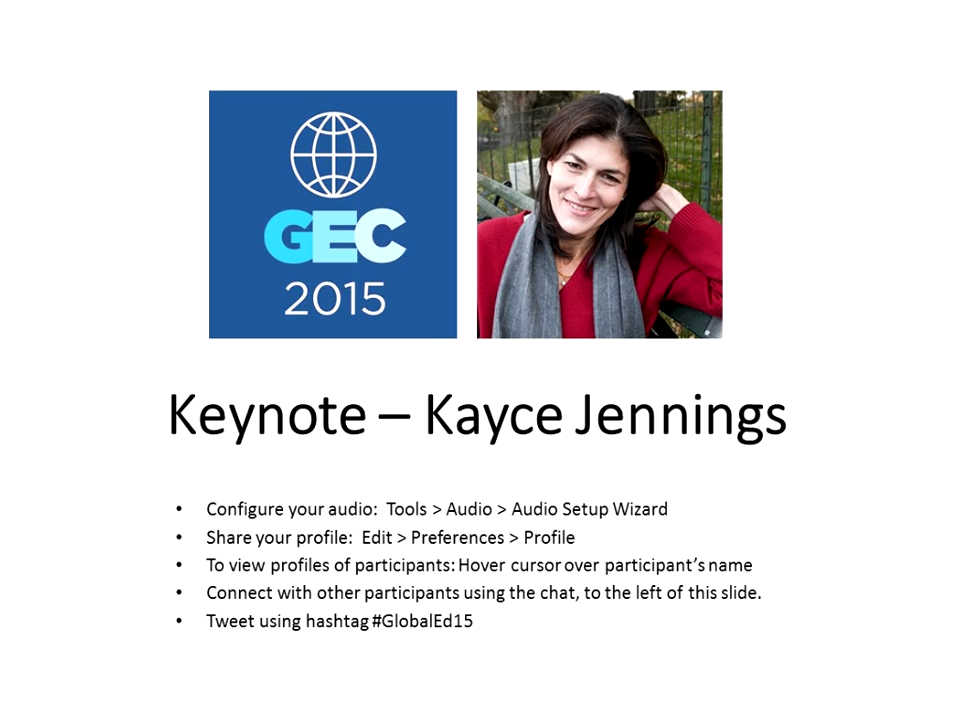 GEC
2015
Keynote – Kayce Jennings
• Configure your audio:  Tools > Audio > Audio Setup Wizard
• Share your profile:  Edit > Preferences > Profile
• To view profiles of participants: Hover cursor over participant’s name
• Connect with other participants using the chat, to the left of this slide.
• Tweet using hashtag #GlobalEd15